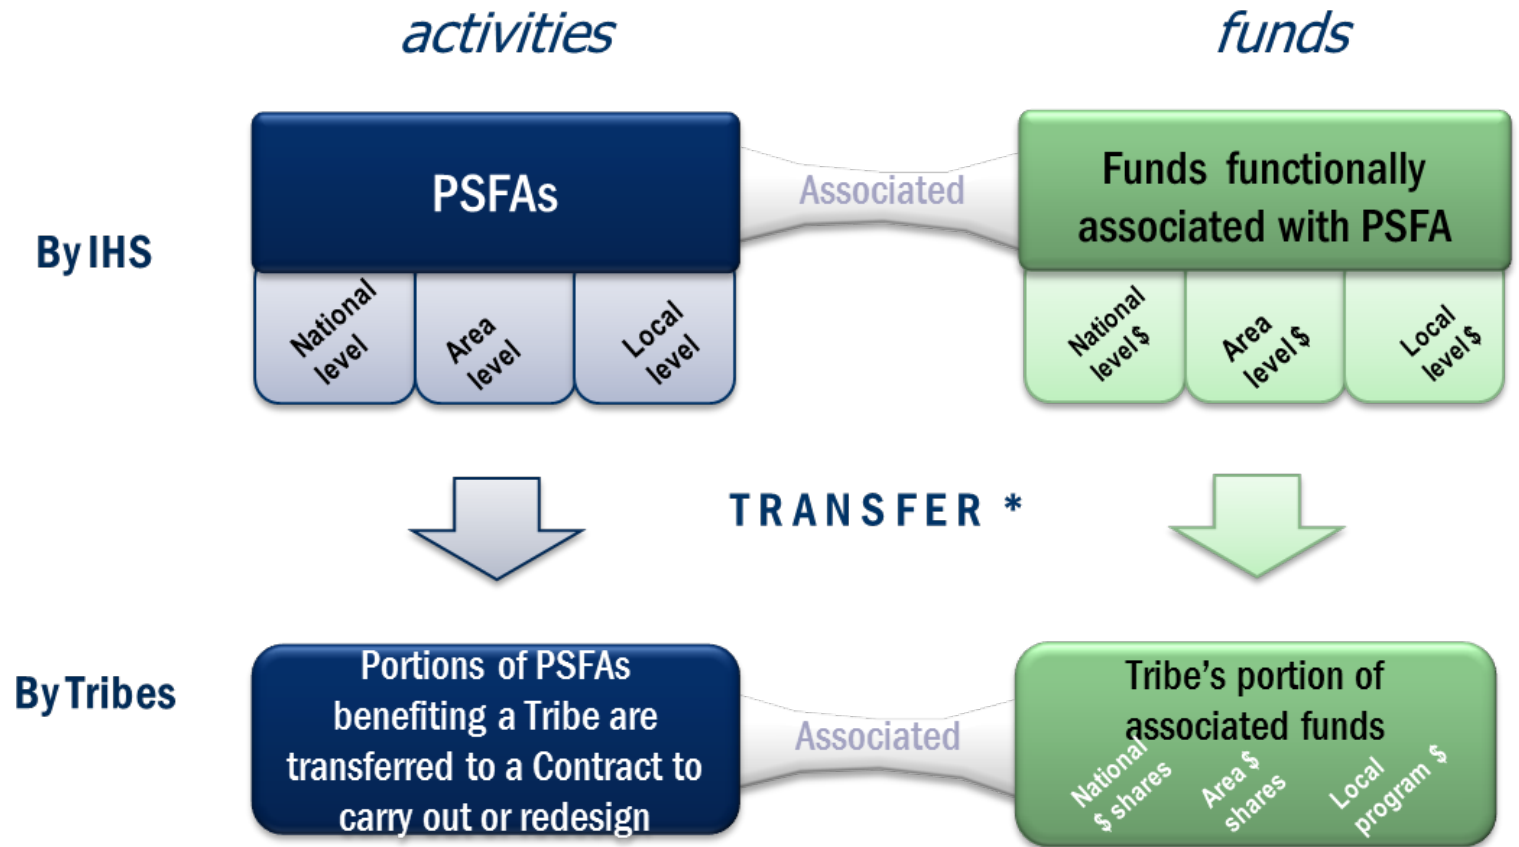 activities
funds
By IHS
PSFAs
Associated
Funds functionally
associated with PSFA
National
level
Area
level
Local
level
National
level $
Area
level $
Local
level $
TRANSFER *
By Tribes
Portions of PSFAs
benefiting a Tribe are
transferred to a Contract to
carry out or redesign
Associated
Tribe's portion of
associated funds
National
$ shares
Area $
shares
Local
program $